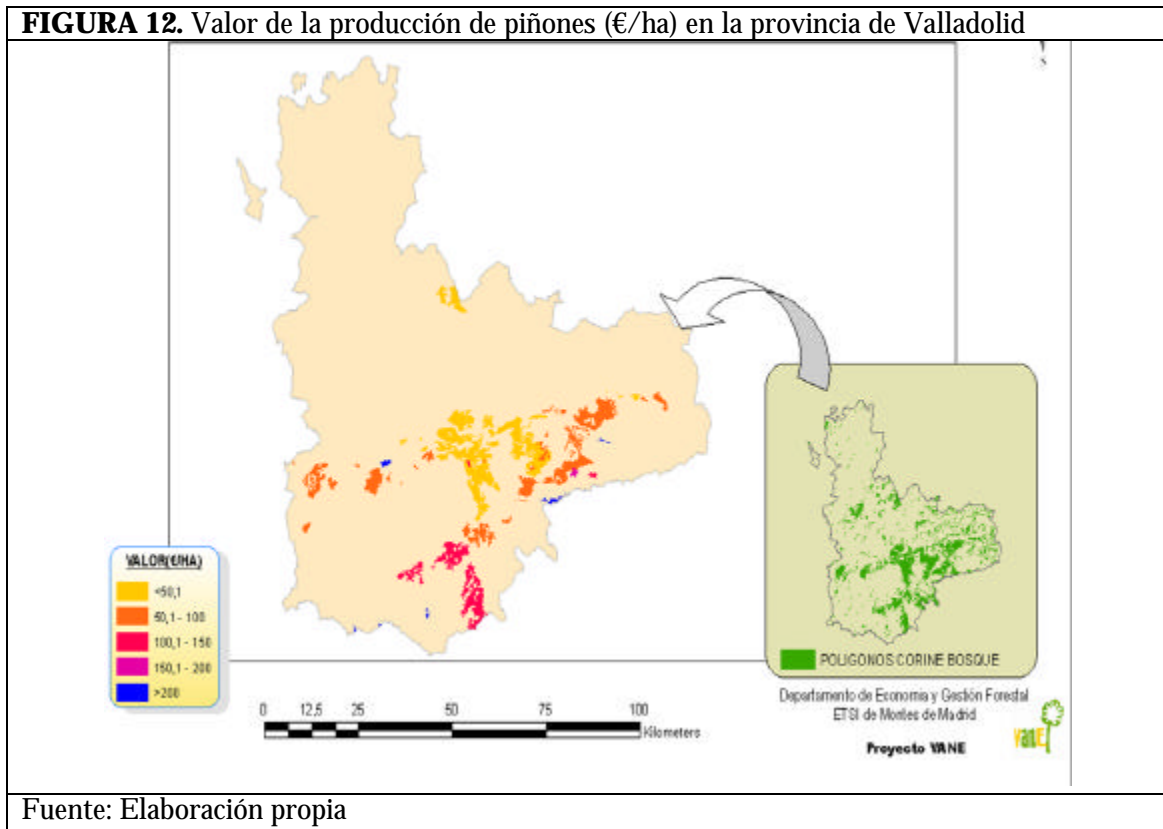 FIGURA 12. Valor de la producción de piñones (€/ha) en la provincia de Valladolid
VALOR(€/HA)
<50,1
50,1 - 100
100,1 - 150
150,1 - 200
>200
0 12,5 25 50 75 100
Kilometers
POLIGONOS CORINE BOSQUE
Departamento de Economia y Gestión Forestal
ETSI de Montes de Madrid
Proyecto VANE
VANE
Fuente: Elaboración propia